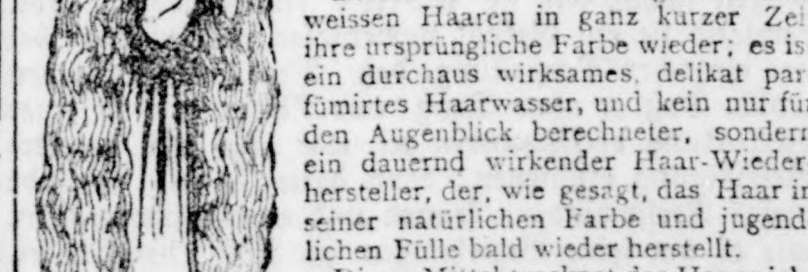 weissen Haaren in ganz kurzer Zei
ihre ursprüngliche Farbe wieder; es is
ein durchaus wirksames, delikat par
fümirtes Haarwasser, und kein nur fü
den Augenblick berechneter, sondern
ein dauernd wirkender Haar-Wieder
hersteller, der, wie gesagt, das Haar i
seiner natürlichen Farbe und jugend
lichen Fülle bald wieder herstellt.